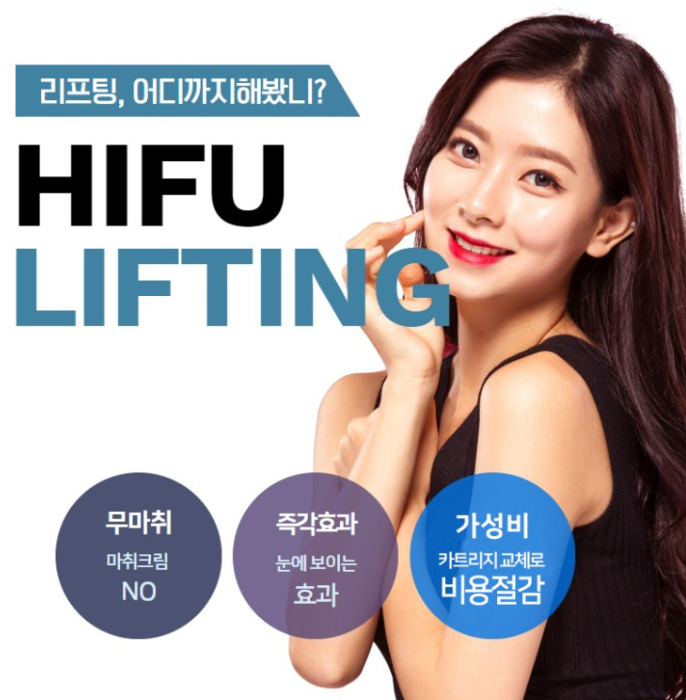 리프팅, 어디까지해봤니?
HIFU
LIFTING
무마취
마취크림
NO
즉각효과
눈에 보이는
효과
가성비
카트리지 교체로
비용절감